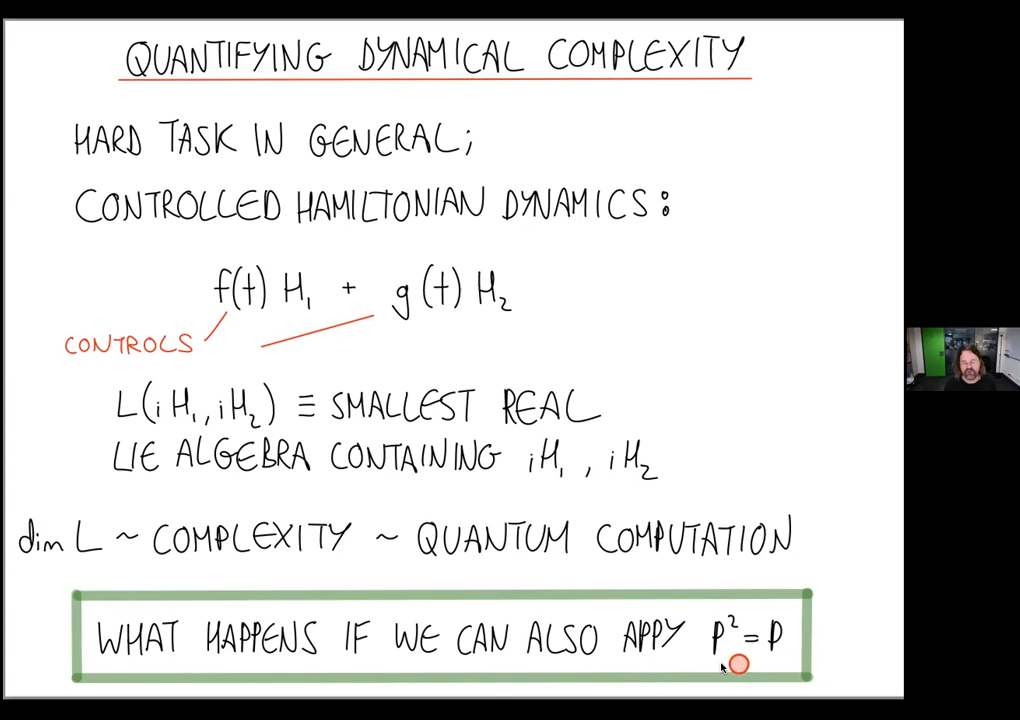 QUANTIFYING DYNAMICAL COMPLEXITY
HARD TASK IN GENERAL;
CONTROLLED HAMILTONIAN DYNAMICS:
f(t) H₁ + g(t) H₂
CONTROLS
L(iH₁, iH₂) ≡ SMALLEST REAL
LIE ALGEBRA CONTAINING iH₁, iH₂
dim L ~ COMPLEXITY ~ QUANTUM COMPUTATION
WHAT HAPPENS IF WE CAN ALSO APPY P² = P